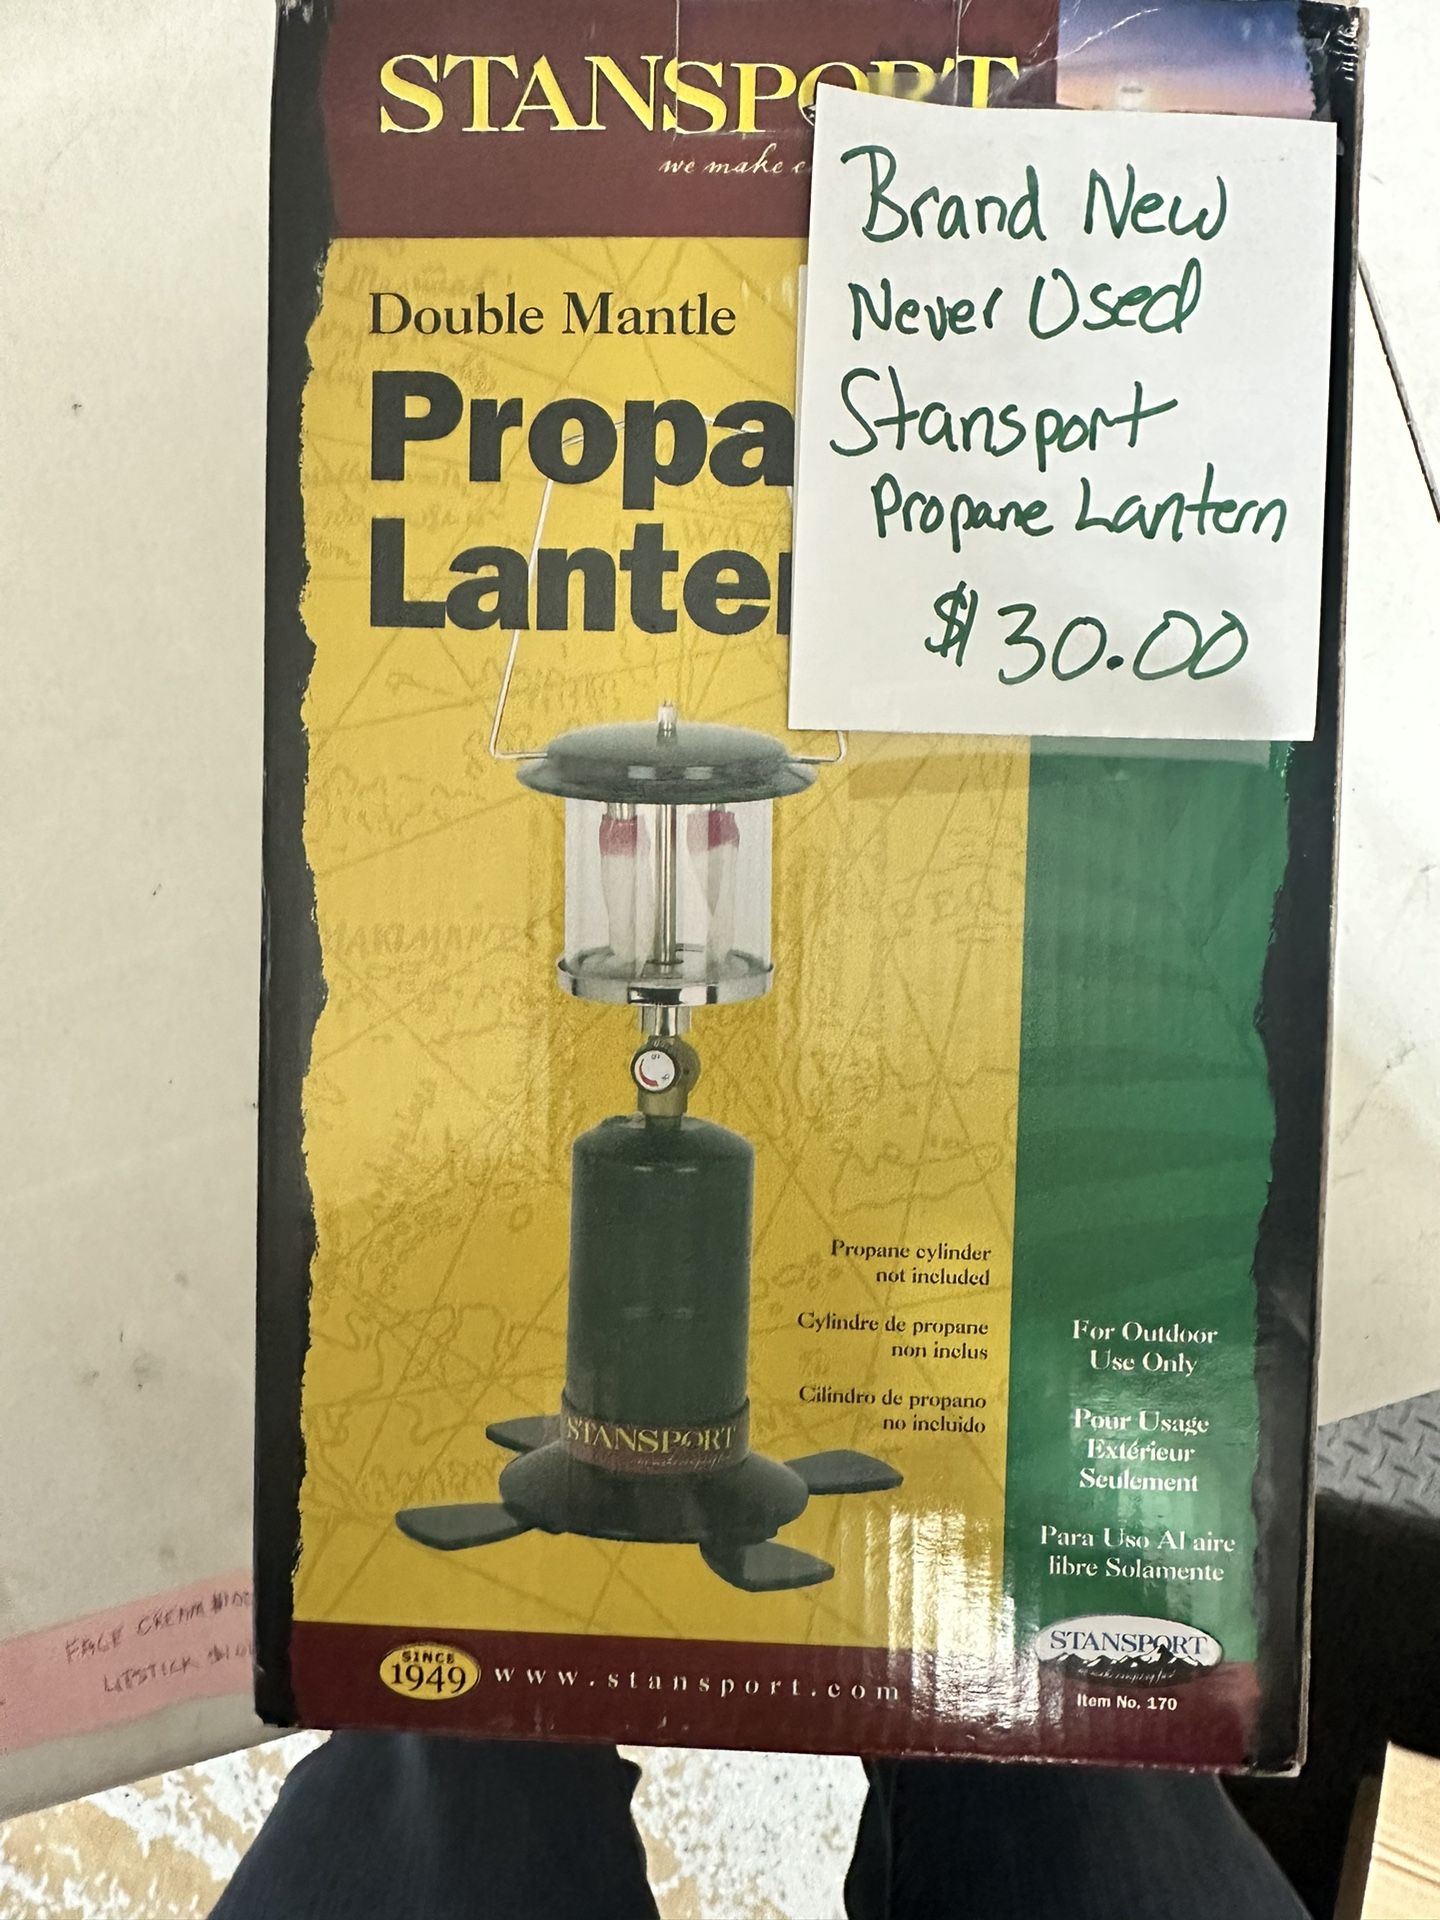 STANSPORT
we make c
Brand New
Never Used
Stansport
Propane Lantern
$30.00
Double Mantle
Propa
Lante
Propane cylinder
not included
Cylindre de propane
non inclus
Cilindro de propano
no incluido
For Outdoor
Use Only
Pour Usage
Extérieur
Seulement
Para Uso Al aire
libre Solamente
STANSPORT
SINCE
1949
www.stansport.com
STANSPORT
Item No. 170
FACE CREAM
LIPSTICK